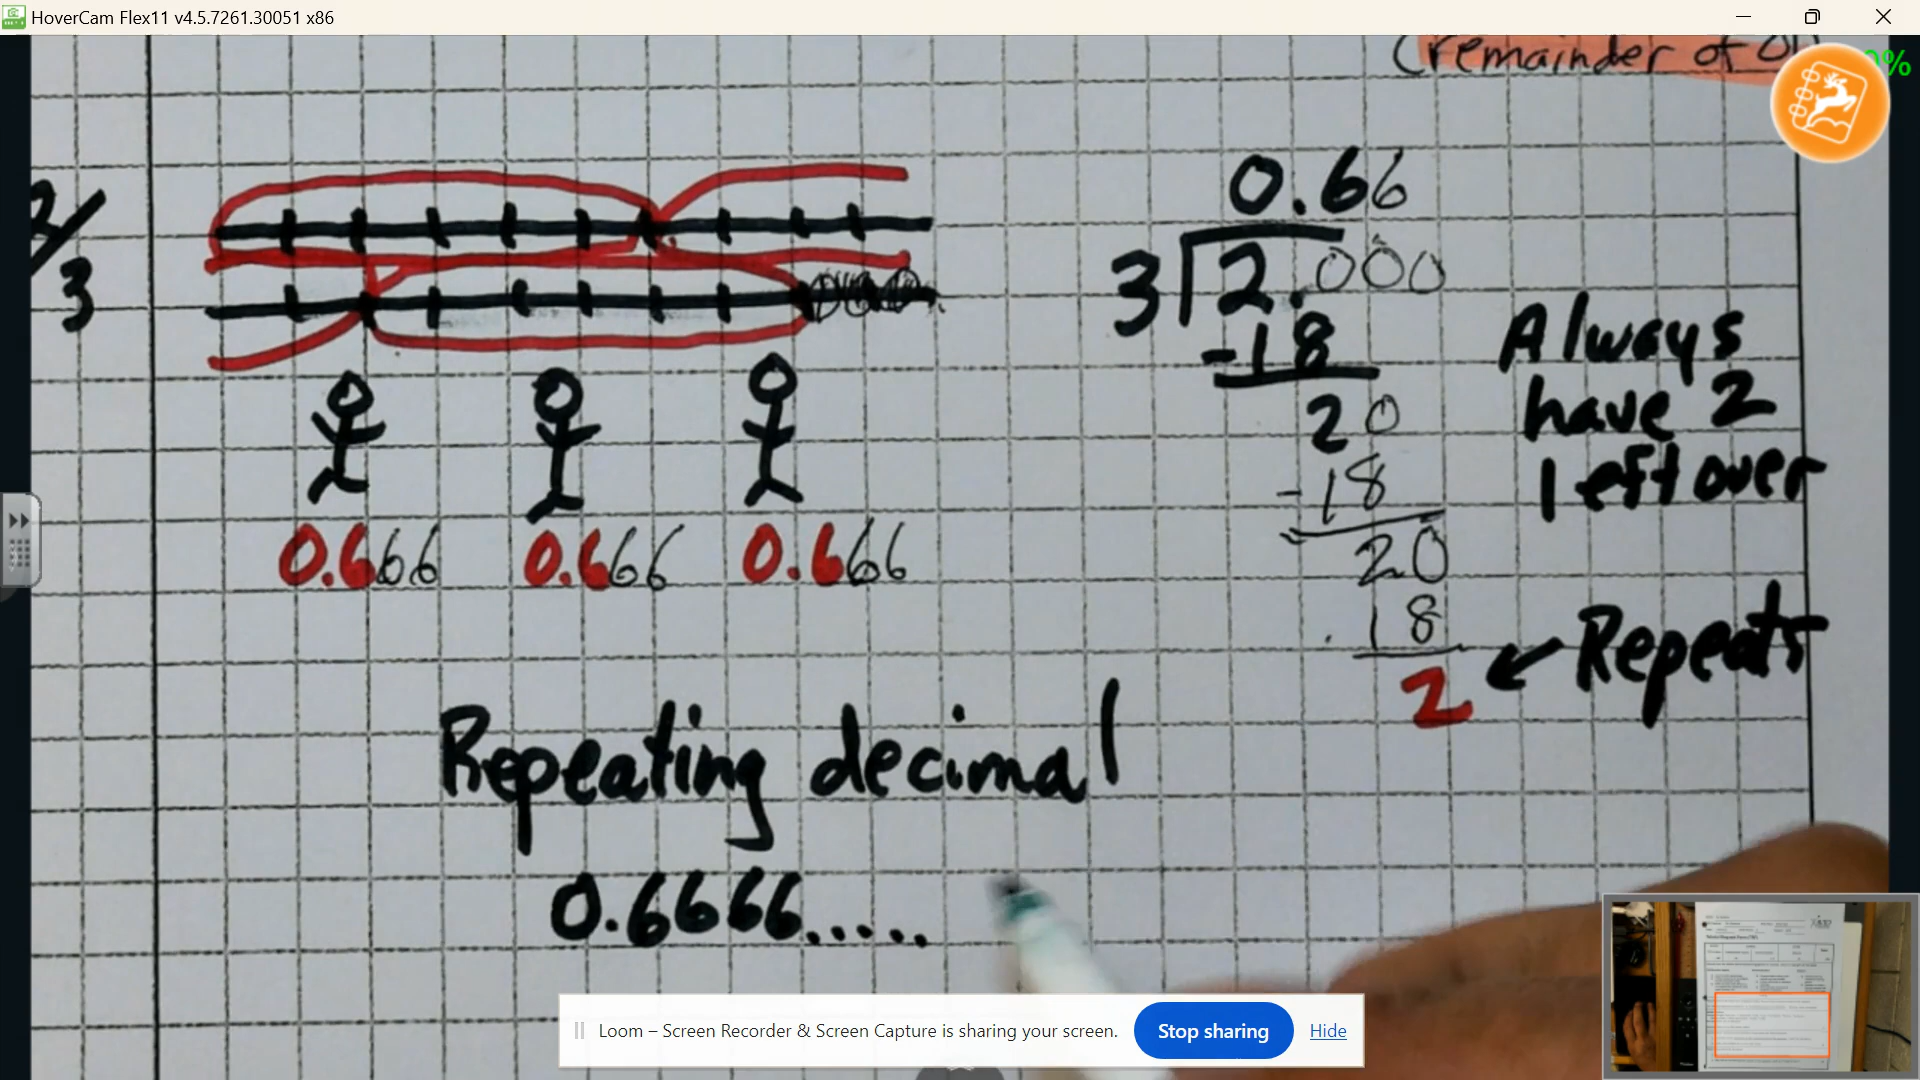 HoverCam Flex11 v4.5.7261.30051 x86
(remainder of 0)
%
2/3
0.66
3 2.000
-18
20
-18
20
18
2
Always
have 2
left over
Repeats
0.666 0.666 0.666
Repeating decimal
0.6666.....
Loom – Screen Recorder & Screen Capture is sharing your screen.
Stop sharing
Hide